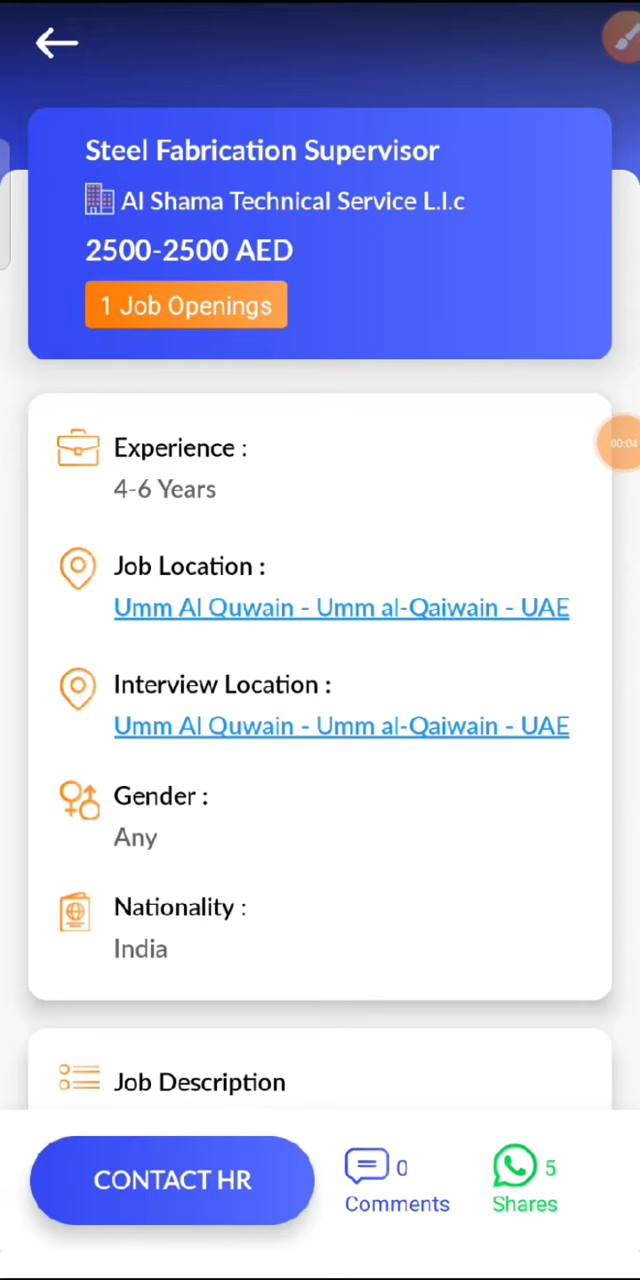 Steel Fabrication Supervisor
Al Shama Technical Service L.l.c
2500-2500 AED
1 Job Openings
Experience :
4-6 Years
00:04
Job Location :
Umm Al Quwain - Umm al-Qaiwain - UAE
Interview Location :
Umm Al Quwain - Umm al-Qaiwain - UAE
Gender :
Any
Nationality :
India
Job Description
CONTACT HR
0
Comments
5
Shares